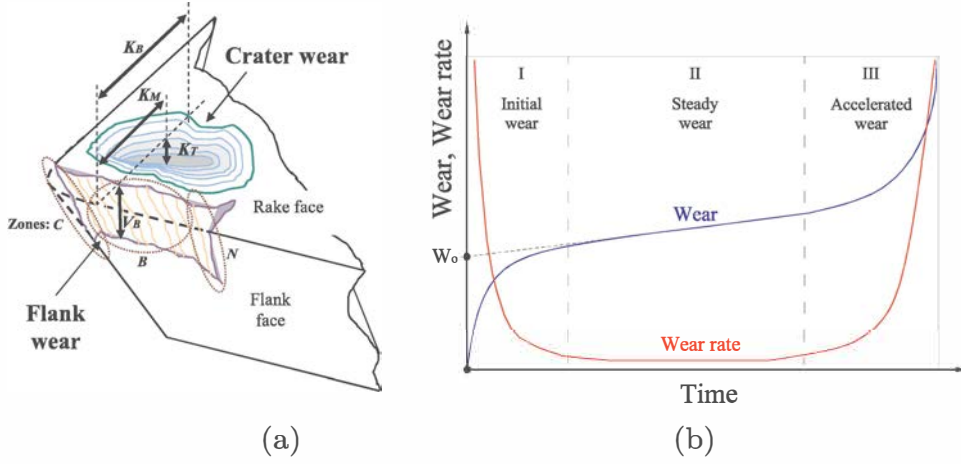 K_B
Crater wear
K_M
K_T
Rake face
Zones: C
V_B
B
N
Flank
wear
Flank
face
(a)
Wear, Wear rate
I
II
III
Initial
wear
Steady
wear
Accelerated
wear
Wear
W₀
Wear rate
Time
(b)